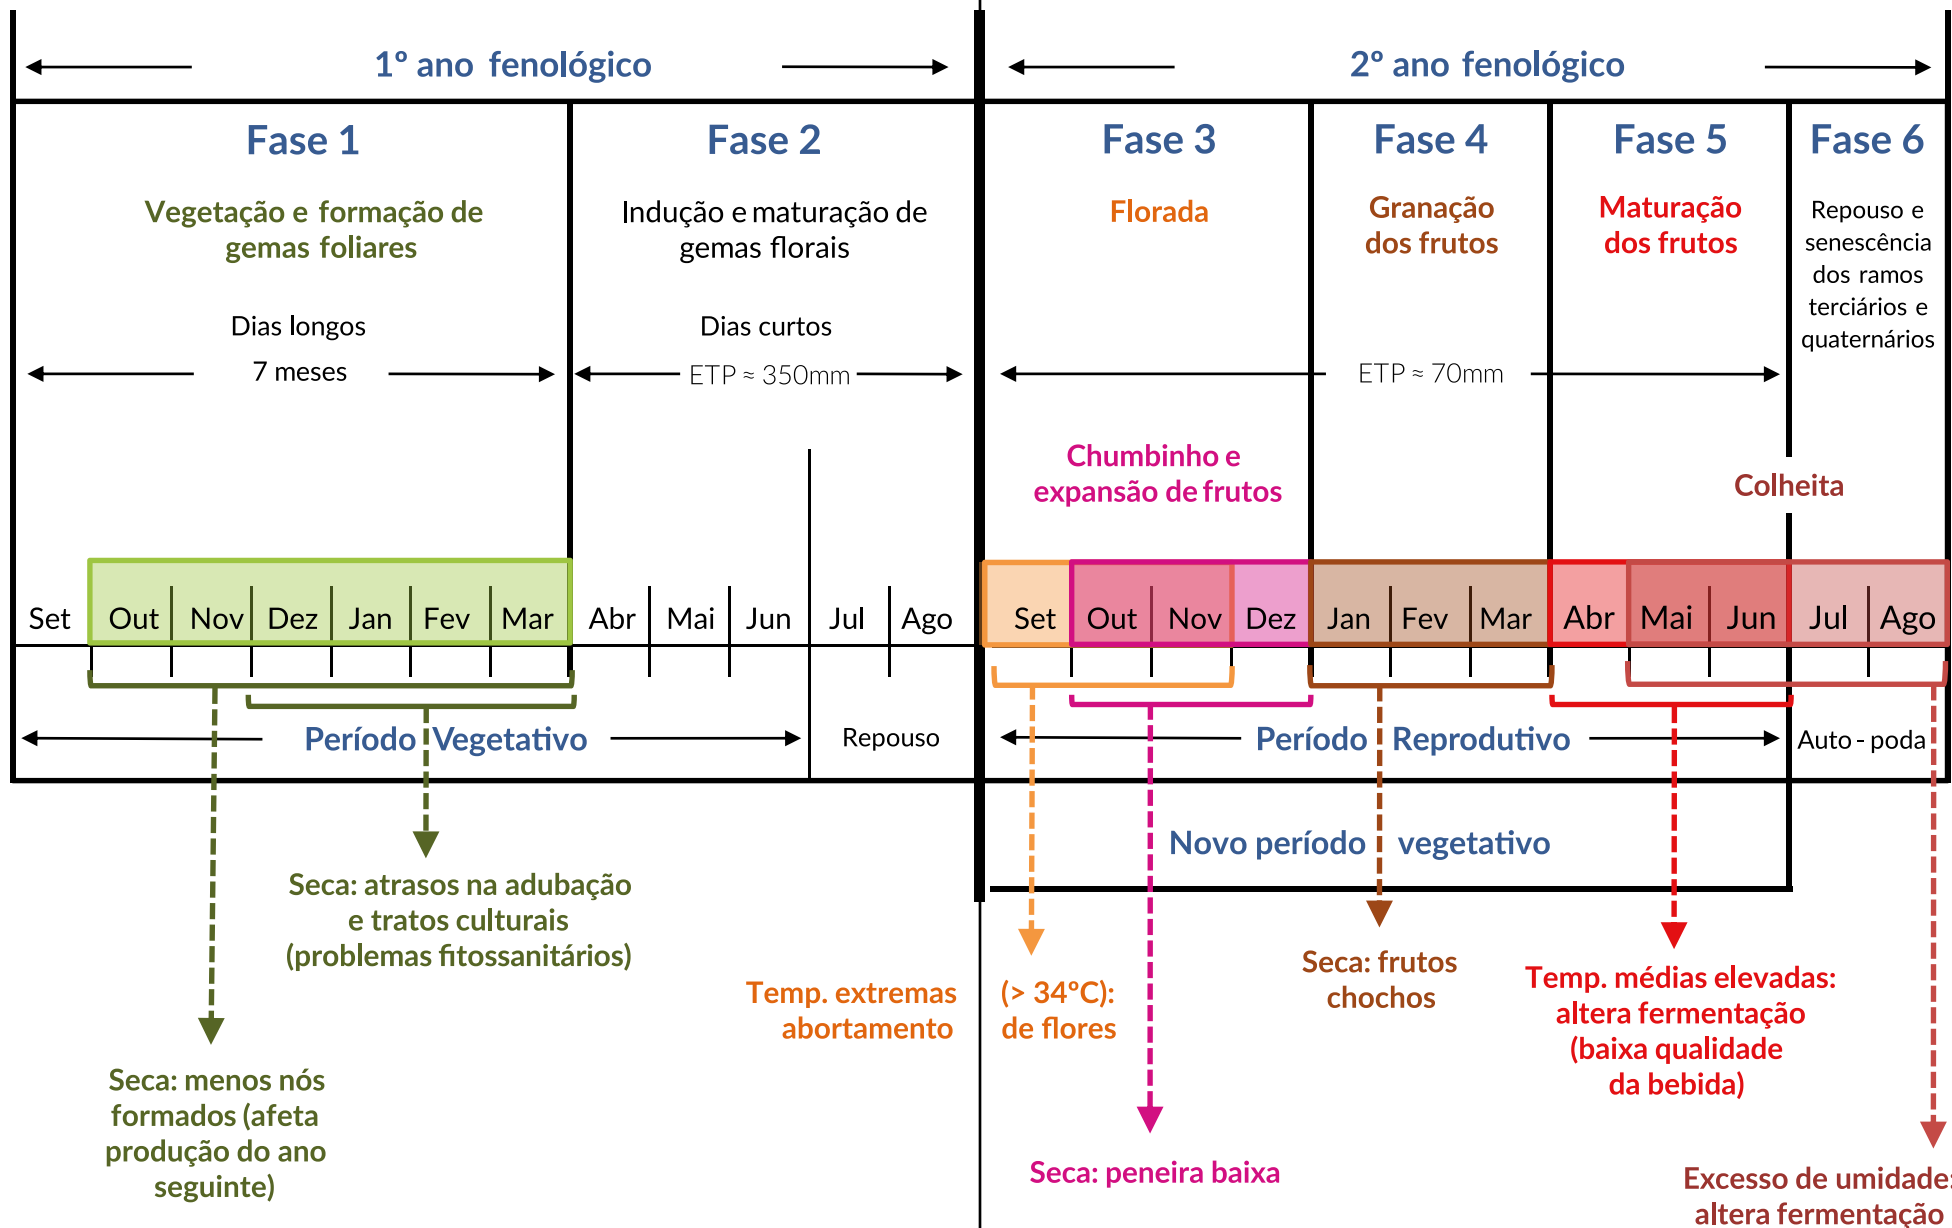 1º ano fenológico
2º ano fenológico
Fase 1
Fase 2
Fase 3
Fase 4
Fase 5
Fase 6
Vegetação e formação de
gemas foliares
Indução e maturação de
gemas florais
Florada
Granação
dos frutos
Maturação
dos frutos
Repouso e
senescência
dos ramos
terciários e
quaternários
Dias longos
7 meses
Dias curtos
ETP ≈ 350mm
ETP ≈ 70mm
Chumbinho e
expansão de frutos
Colheita
Set Out Nov Dez Jan Fev Mar Abr Mai Jun Jul Ago Set Out Nov Dez Jan Fev Mar Abr Mai Jun Jul Ago
Período Vegetativo
Repouso
Período Reprodutivo
Auto - poda
Novo período vegetativo
Seca: atrasos na adubação
e tratos culturais
(problemas fitossanitários)
Seca: menos nós
formados (afeta
produção do ano
seguinte)
Temp. extremas (> 34ºC):
abortamento de flores
Seca: peneira baixa
Seca: frutos
chochos
Temp. médias elevadas:
altera fermentação
(baixa qualidade
da bebida)
Excesso de umidade:
altera fermentação